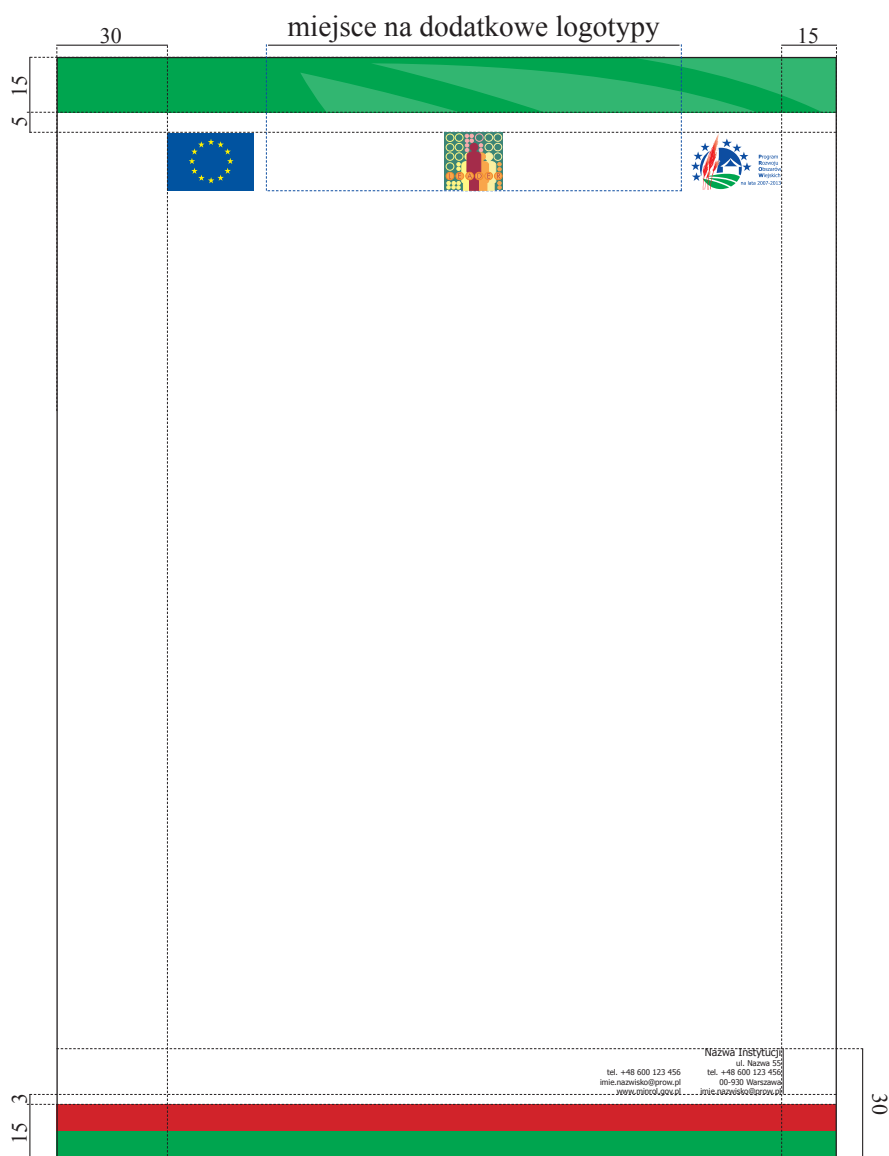 miejsce na dodatkowe logotypy
30
15
15
5
LEADER
Program
Rozwoju
Obszarów
Wiejskich
na lata 2007-2013
Nazwa Instytucji
ul. Nazwa 55
tel. +48 600 123 456
00-930 Warszawa
imie.nazwisko@prow.pl
tel. +48 600 123 456
imie.nazwisko@prow.pl
www.minrol.gov.pl
3
15
30